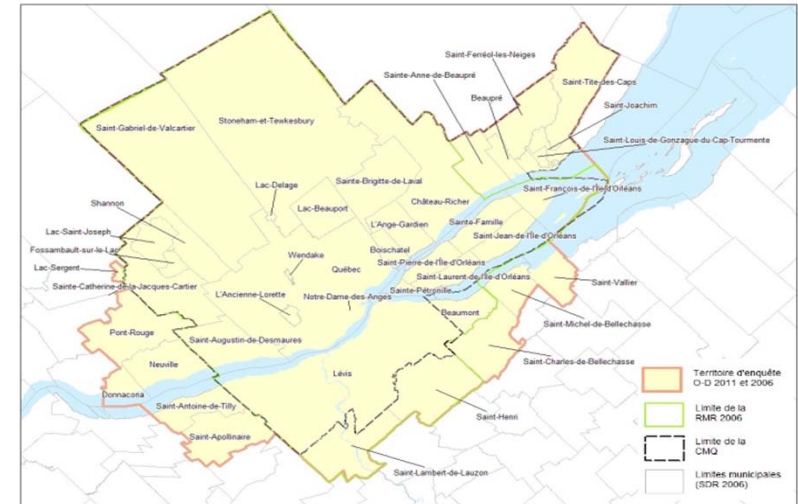 Saint-Ferréol-les-Neiges
Sainte-Anne-de-Beaupré
Saint-Tite-des-Caps
Beaupré
Saint-Joachim
Saint-Gabriel-de-Valcartier
Stoneham-et-Tewkesbury
Saint-Louis-de-Gonzague-du-Cap-Tourmente
Sainte-Brigitte-de-Laval
Lac-Delage
Saint-François-de-l'Île-d'Orléans
Shannon
Château-Richer
Lac-Beauport
Sainte-Famille
L'Ange-Gardien
Lac-Saint-Joseph
Saint-Jean-de-l'Île-d'Orléans
Fossambault-sur-le-Lac
Boischatel
Wendake
Saint-Pierre-de-l'Île-d'Orléans
Lac-Sergent
Québec
Saint-Laurent-de-l'Île-d'Orléans
Saint-Vallier
Sainte-Catherine-de-la-Jacques-Cartier
Sainte-Pétronille
L'Ancienne-Lorette
Notre-Dame-des-Anges
Beaumont
Saint-Michel-de-Bellechasse
Pont-Rouge
Saint-Augustin-de-Desmaures
Saint-Charles-de-Bellechasse
Neuville
Lévis
Donnacona
Saint-Antoine-de-Tilly
Saint-Henri
Saint-Apollinaire
Saint-Lambert-de-Lauzon
Territoire d'enquête
O-D 2011 et 2006
Limite de la
RMR 2006
Limite de la
CMQ
Limites municipales
(SDR 2006)